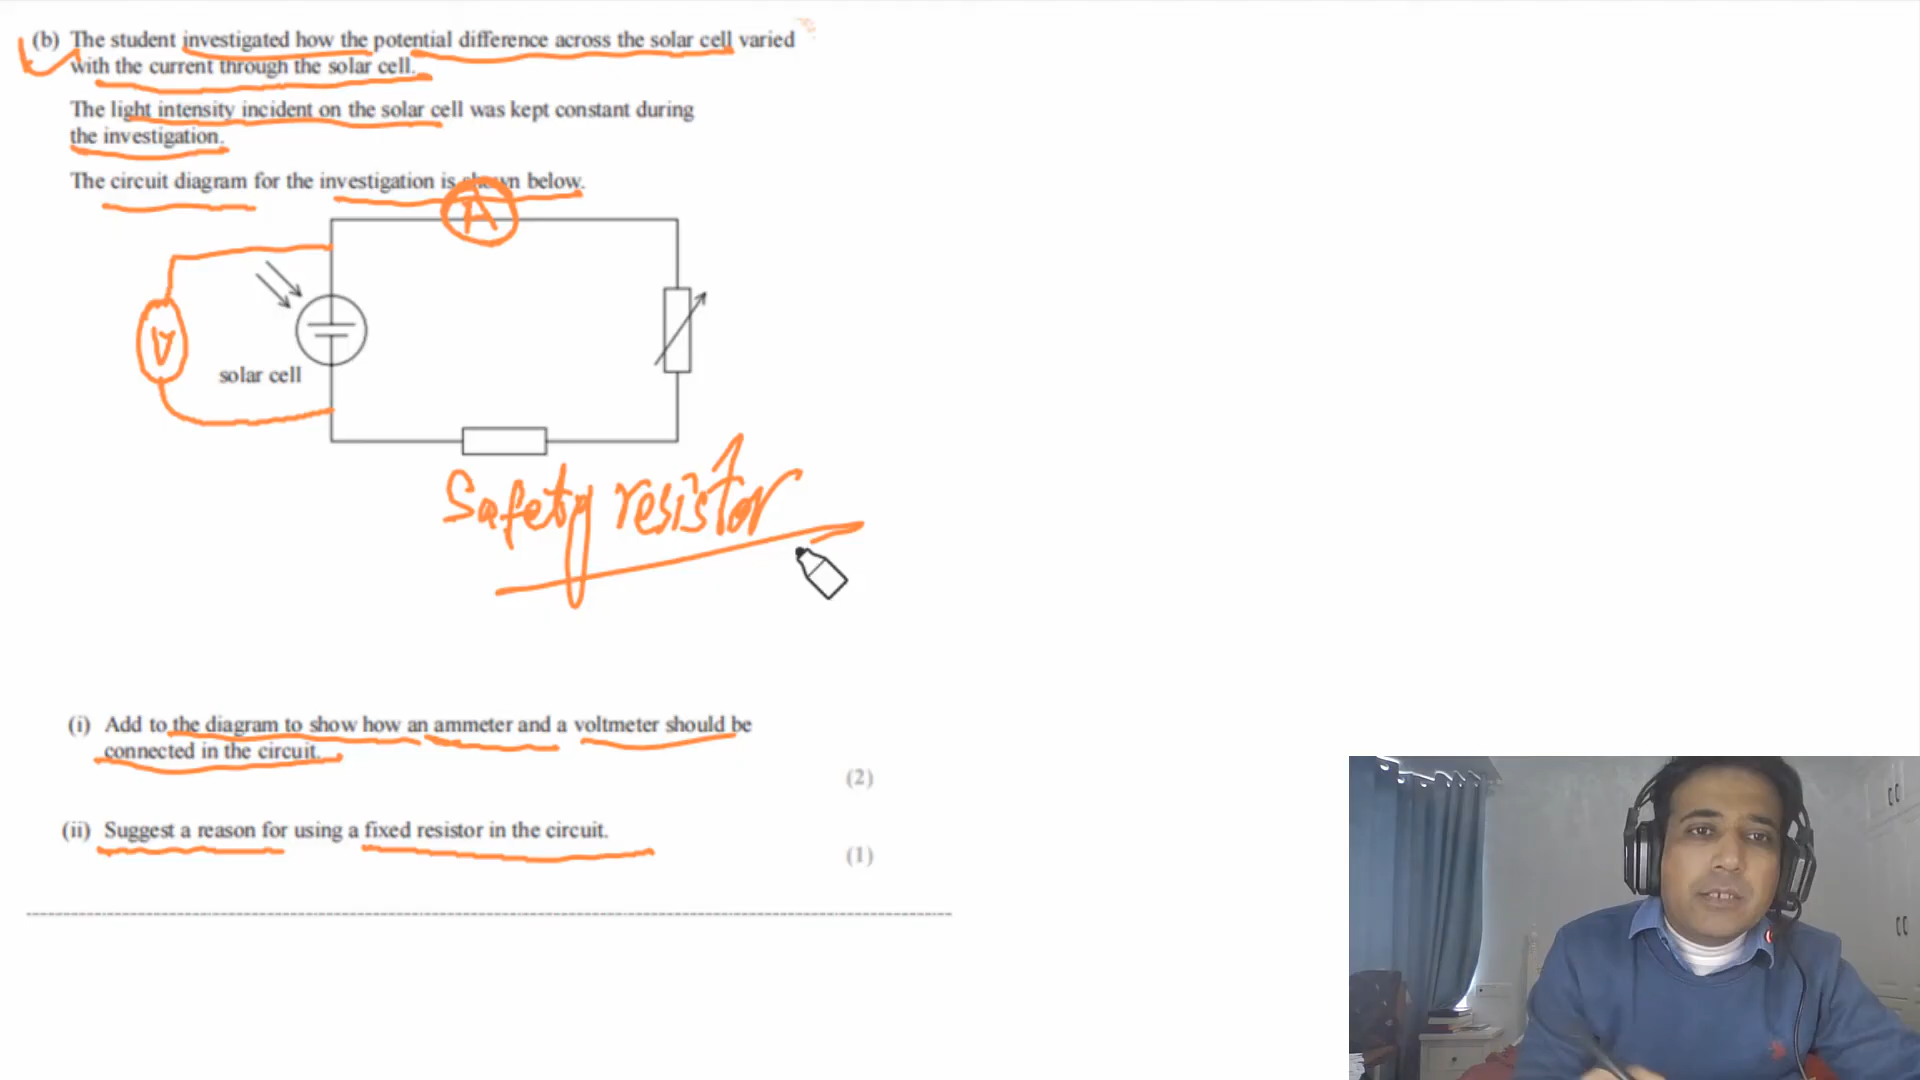 (b) The student investigated how the potential difference across the solar cell varied
with the current through the solar cell.
The light intensity incident on the solar cell was kept constant during
the investigation.
The circuit diagram for the investigation is shown below.
A
V
solar cell
Safety resistor
(i) Add to the diagram to show how an ammeter and a voltmeter should be
connected in the circuit.
(2)
(ii) Suggest a reason for using a fixed resistor in the circuit.
(1)